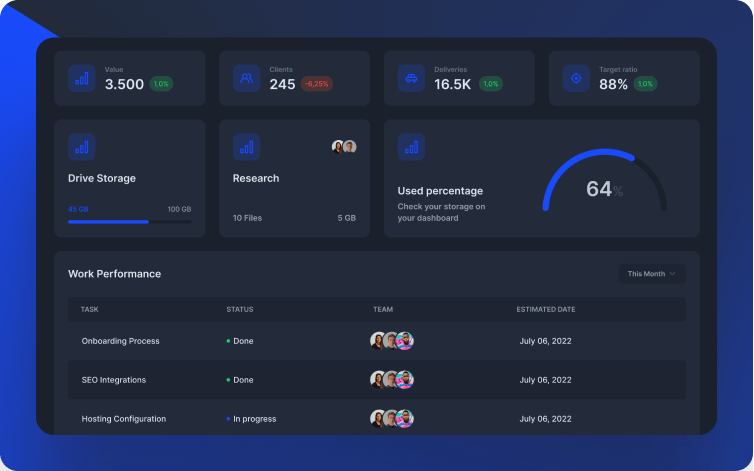 Value
3.500 1,0%
Clients
245 -6,25%
Deliveries
16.5K 1,0%
Target ratio
88% 1,0%
Drive Storage
45 GB 100 GB
Research
10 Files 5 GB
Used percentage
Check your storage on
your dashboard
64%
Work Performance
This Month
TASK STATUS TEAM ESTIMATED DATE
Onboarding Process Done July 06, 2022
SEO Integrations Done July 06, 2022
Hosting Configuration In progress July 06, 2022